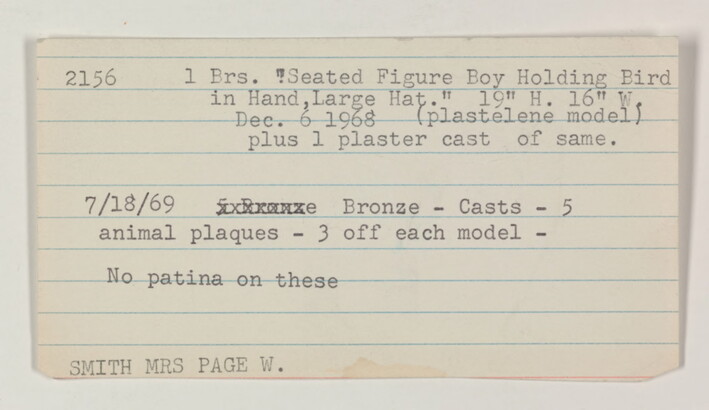 2156 1 Brs. "Seated Figure Boy Holding Bird
in Hand,Large Hat." 19" H. 16" W.
Dec. 6 1968 (plastelene model)
plus 1 plaster cast of same.
7/18/69 5 Bronze Bronze - Casts - 5
animal plaques - 3 off each model -
No patina on these
SMITH MRS PAGE W.